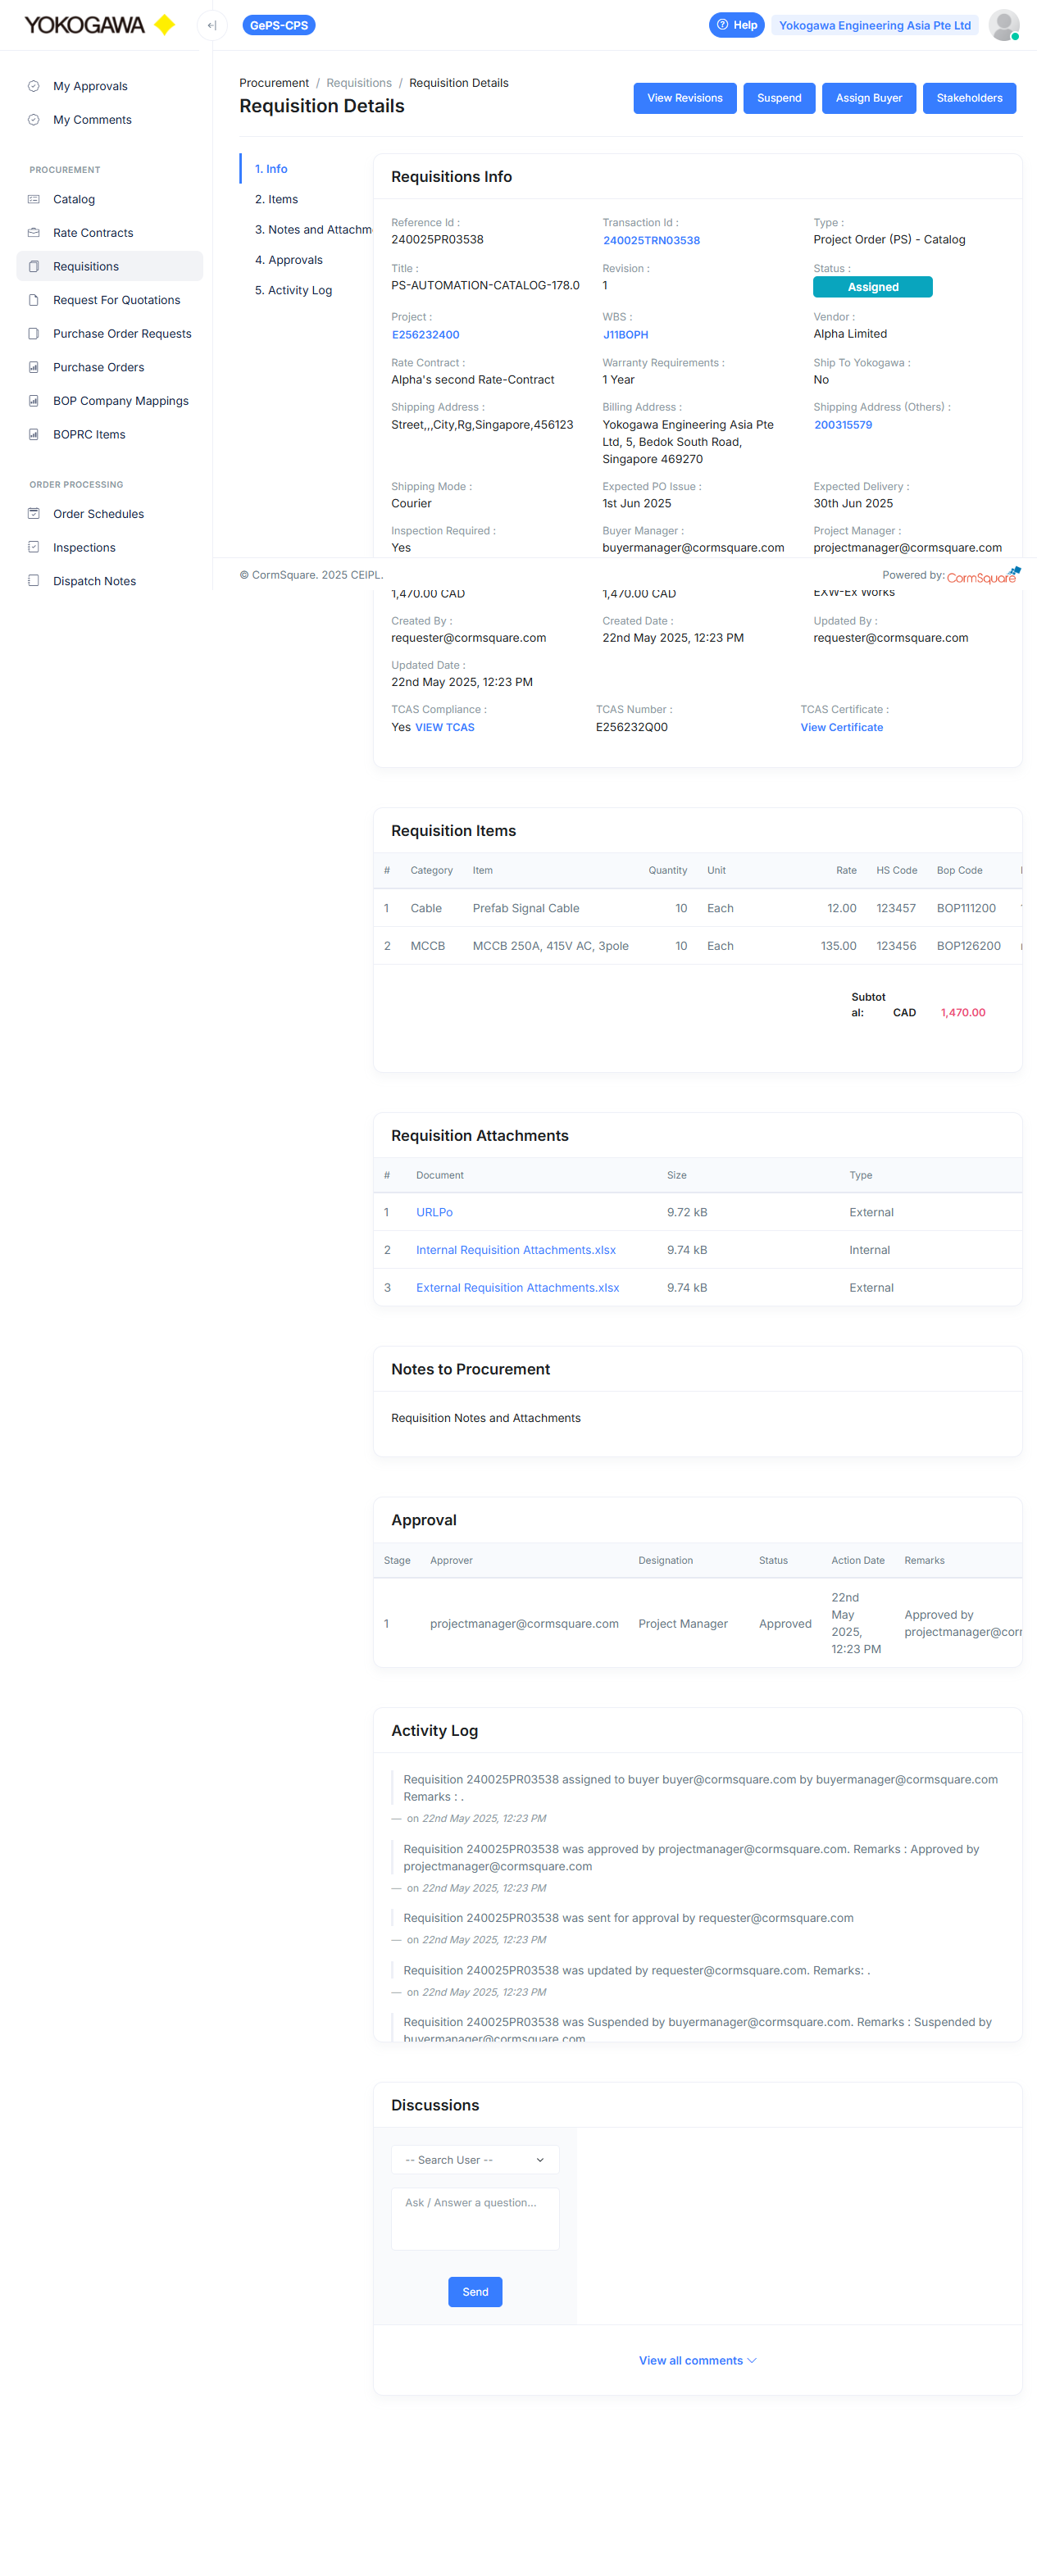 YOKOGAWA
GePS-CPS
Help
Yokogawa Engineering Asia Pte Ltd
My Approvals
My Comments
PROCUREMENT
Catalog
Rate Contracts
Requisitions
Request For Quotations
Purchase Order Requests
Purchase Orders
BOP Company Mappings
BOPRC Items
ORDER PROCESSING
Order Schedules
Inspections
Dispatch Notes
Procurement / Requisitions / Requisition Details
Requisition Details
View Revisions
Suspend
Assign Buyer
Stakeholders
1. Info
2. Items
3. Notes and Attachm
4. Approvals
5. Activity Log
Requisitions Info
Reference Id : Transaction Id : Type :
240025PR03538 240025TRN03538 Project Order (PS) - Catalog
Title : Revision : Status :
PS-AUTOMATION-CATALOG-178.0 1 Assigned
Project : WBS : Vendor :
E256232400 J11BOPH Alpha Limited
Rate Contract : Warranty Requirements : Ship To Yokogawa :
Alpha's second Rate-Contract 1 Year No
Shipping Address : Billing Address : Shipping Address (Others) :
Street,,,City,Rg,Singapore,456123 Yokogawa Engineering Asia Pte 200315579
Ltd, 5, Bedok South Road,
Singapore 469270
Shipping Mode : Expected PO Issue : Expected Delivery :
Courier 1st Jun 2025 30th Jun 2025
Inspection Required : Buyer Manager : Project Manager :
Yes buyermanager@cormsquare.com projectmanager@cormsquare.com
© CormSquare. 2025 CEIPL. Powered by: CormSquare
1,470.00 CAD 1,470.00 CAD EXW-Ex Works
Created By : Created Date : Updated By :
requester@cormsquare.com 22nd May 2025, 12:23 PM requester@cormsquare.com
Updated Date :
22nd May 2025, 12:23 PM
TCAS Compliance : TCAS Number : TCAS Certificate :
Yes VIEW TCAS E256232Q00 View Certificate
Requisition Items
# Category Item Quantity Unit Rate HS Code Bop Code
1 Cable Prefab Signal Cable 10 Each 12.00 123457 BOP111200
2 MCCB MCCB 250A, 415V AC, 3pole 10 Each 135.00 123456 BOP126200
Subtot
al: CAD 1,470.00
Requisition Attachments
# Document Size Type
1 URLPo 9.72 kB External
2 Internal Requisition Attachments.xlsx 9.74 kB Internal
3 External Requisition Attachments.xlsx 9.74 kB External
Notes to Procurement
Requisition Notes and Attachments
Approval
Stage Approver Designation Status Action Date Remarks
1 projectmanager@cormsquare.com Project Manager Approved 22nd May 2025, 12:23 PM Approved by projectmanager@corm
Activity Log
Requisition 240025PR03538 assigned to buyer buyer@cormsquare.com by buyermanager@cormsquare.com
Remarks : .
— on 22nd May 2025, 12:23 PM
Requisition 240025PR03538 was approved by projectmanager@cormsquare.com. Remarks : Approved by
projectmanager@cormsquare.com
— on 22nd May 2025, 12:23 PM
Requisition 240025PR03538 was sent for approval by requester@cormsquare.com
— on 22nd May 2025, 12:23 PM
Requisition 240025PR03538 was updated by requester@cormsquare.com. Remarks: .
— on 22nd May 2025, 12:23 PM
Requisition 240025PR03538 was Suspended by buyermanager@cormsquare.com. Remarks : Suspended by
buyermanager@cormsquare.com
Discussions
-- Search User --
Ask / Answer a question...
Send
View all comments